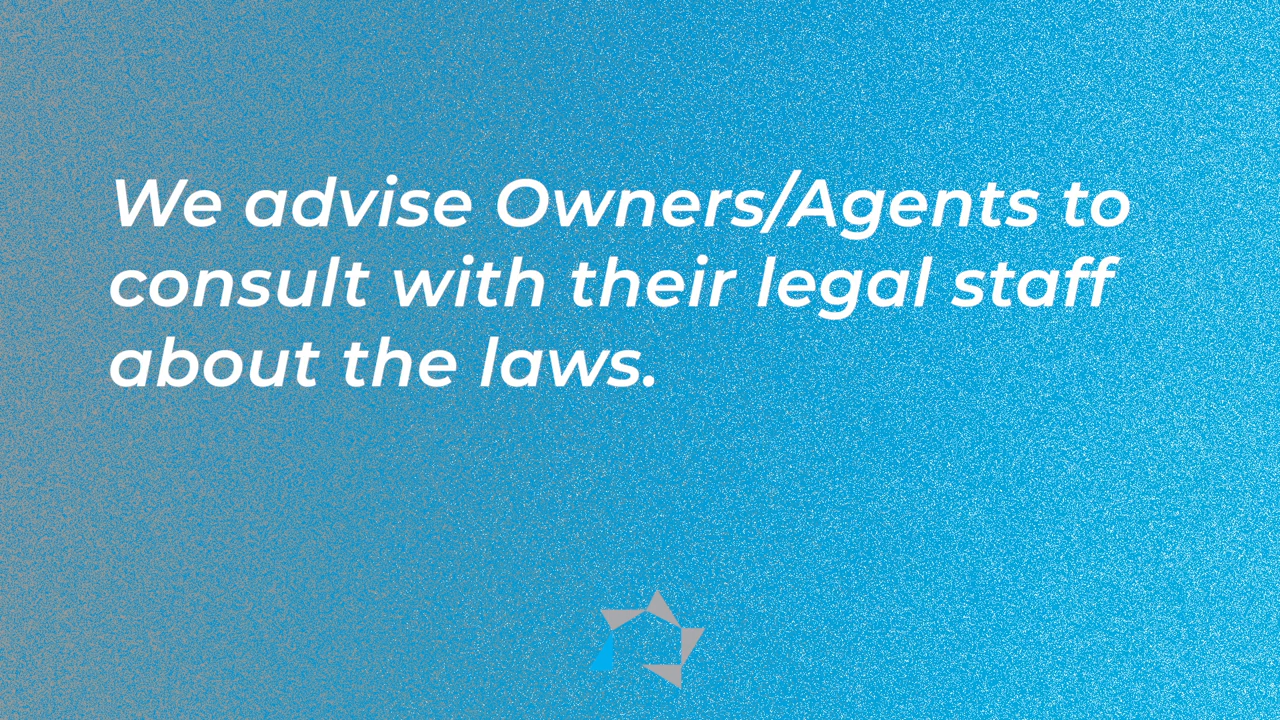 We advise Owners/Agents to
consult with their legal staff
about the laws.